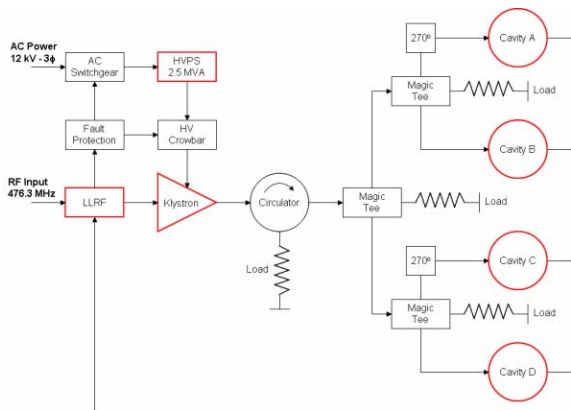 AC Power
12 kV - 3ϕ
AC
Switchgear
HVPS
2.5 MVA
Fault
Protection
HV
Crowbar
RF Input
476.3 MHz
LLRF
Klystron
Circulator
Load
Magic
Tee
Load
270º
Cavity A
Magic
Tee
Load
Cavity B
270º
Cavity C
Magic
Tee
Load
Cavity D